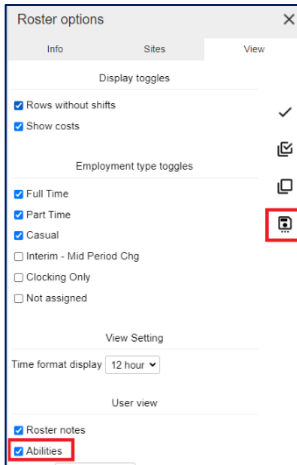 Roster options
Info Sites View
Display toggles
Rows without shifts
Show costs
Employment type toggles
Full Time
Part Time
Casual
Interim - Mid Period Chg
Clocking Only
Not assigned
View Setting
Time format display 12 hour
User view
Roster notes
Abilities